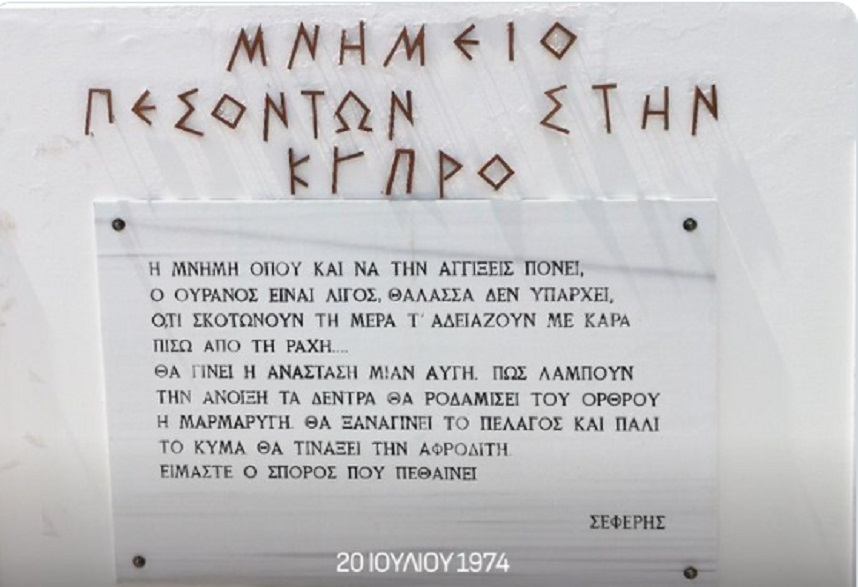 ΜΝΗΜΕΙΟ
ΠΕΣΟΝΤΩΝ ΣΤΗΝ
ΚΥΠΡΟ
Η ΜΝΗΜΗ ΟΠΟΥ ΚΑΙ ΝΑ ΤΗΝ ΑΓΓΙΞΕΙΣ ΠΟΝΕΙ,
Ο ΟΥΡΑΝΟΣ ΕΙΝΑΙ ΛΙΓΟΣ, ΘΑΛΑΣΣΑ ΔΕΝ ΥΠΑΡΧΕΙ,
Ο,ΤΙ ΣΚΟΤΩΝΟΥΝ ΤΗ ΜΕΡΑ Τ' ΑΔΕΙΑΖΟΥΝ ΜΕ ΚΑΡΑ
ΠΙΣΩ ΑΠΟ ΤΗ ΡΑΧΗ....
ΘΑ ΓΙΝΕΙ Η ΑΝΑΣΤΑΣΗ ΜΙΑΝ ΑΥΓΗ. ΠΩΣ ΛΑΜΠΟΥΝ
ΤΗΝ ΑΝΟΙΞΗ ΤΑ ΔΕΝΤΡΑ ΘΑ ΡΟΔΑΜΙΣΕΙ ΤΟΥ ΟΡΘΡΟΥ
Η ΜΑΡΜΑΡΥΓΗ. ΘΑ ΞΑΝΑΓΙΝΕΙ ΤΟ ΠΕΛΑΓΟΣ ΚΑΙ ΠΑΛΙ
ΤΟ ΚΥΜΑ ΘΑ ΤΙΝΑΞΕΙ ΤΗΝ ΑΦΡΟΔΙΤΗ.
ΕΙΜΑΣΤΕ Ο ΣΠΟΡΟΣ ΠΟΥ ΠΕΘΑΙΝΕΙ
ΣΕΦΕΡΗΣ
20 ΙΟΥΛΙΟΥ 1974